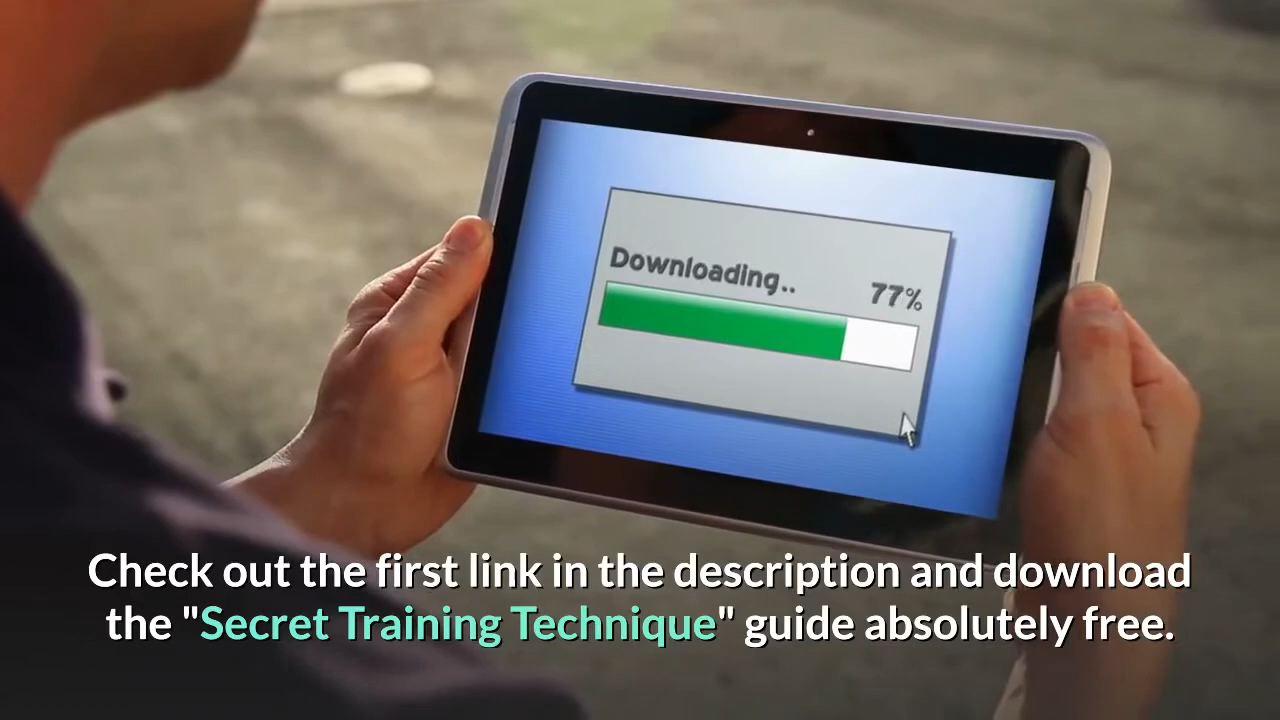 Downloading.. 77%
Check out the first link in the description and download
the "Secret Training Technique" guide absolutely free.